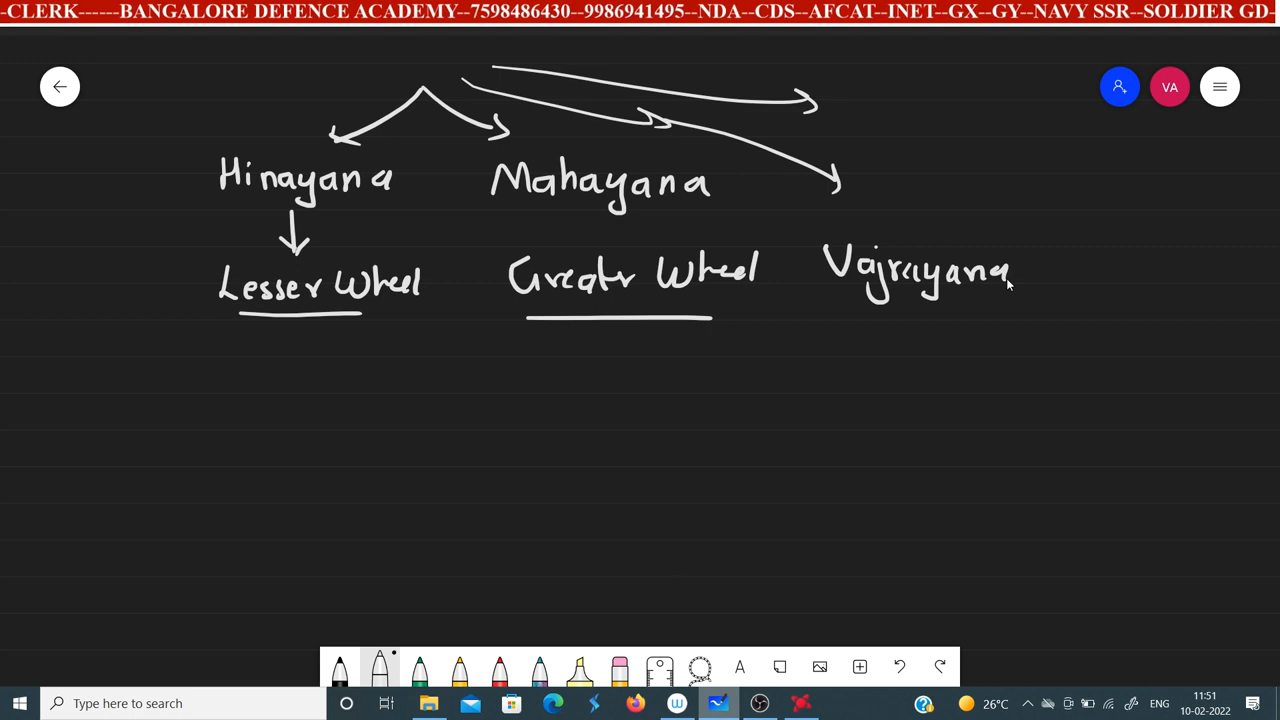 -CLERK------BANGALORE DEFENCE ACADEMY--7598486430--9986941495--NDA--CDS--AFCAT--INET--GX--GY--NAVY SSR--SOLDIER GD-
VA
Hinayana Mahayana
Lesser Wheel Greater Wheel Vajrayana
A
Type here to search
26°C
ENG
11:51
10-02-2022